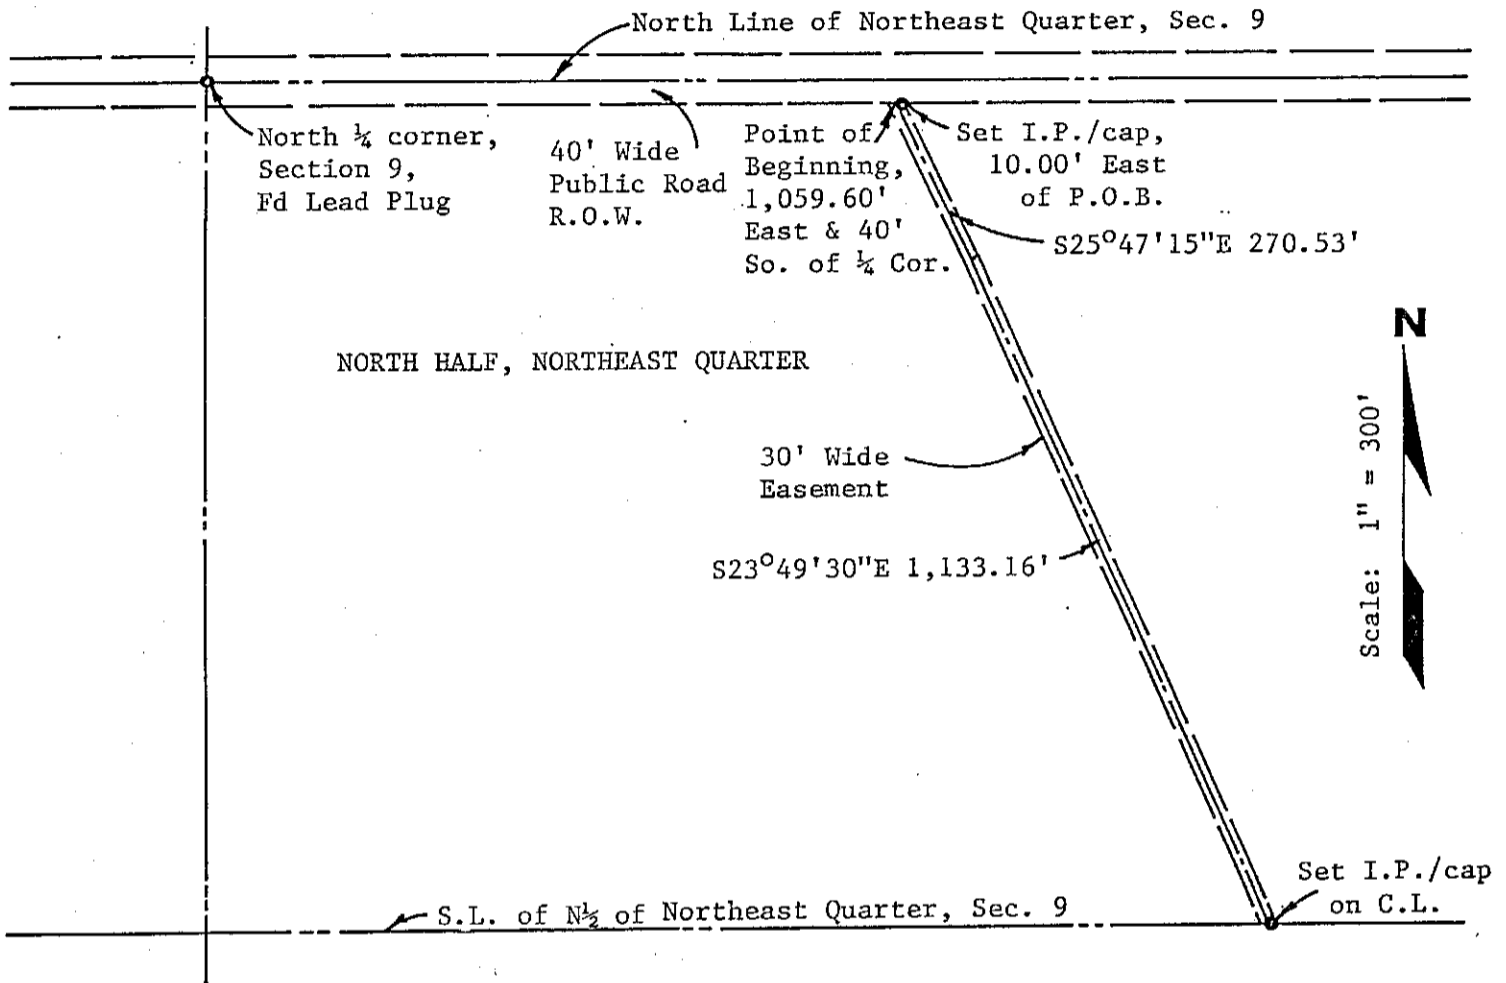 North Line of Northeast Quarter, Sec. 9
North ¼ corner,
Section 9,
Fd Lead Plug
40' Wide
Public Road
R.O.W.
Point of
Beginning,
1,059.60'
East & 40'
So. of ¼ Cor.
Set I.P./cap,
10.00' East
of P.O.B.
S25°47'15"E 270.53'
NORTH HALF, NORTHEAST QUARTER
N
Scale: 1" = 300'
30' Wide
Easement
S23°49'30"E 1,133.16'
Set I.P./cap
on C.L.
S.L. of N½ of Northeast Quarter, Sec. 9